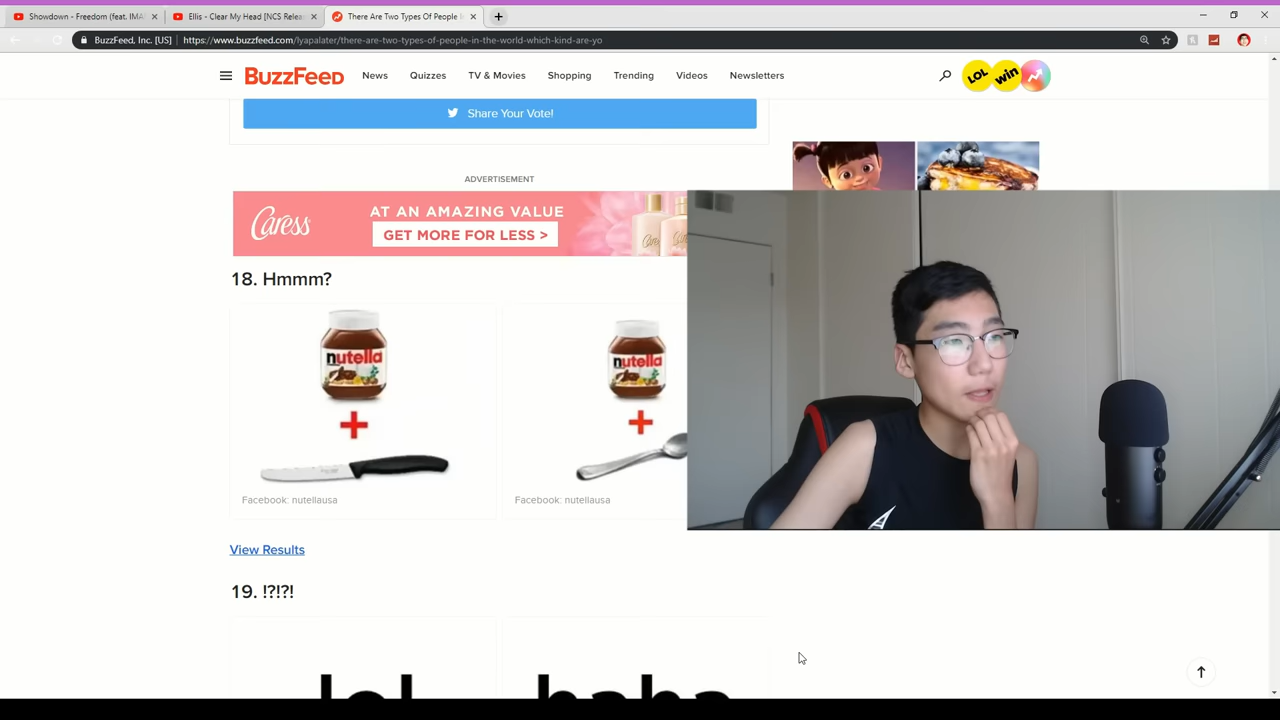 Showdown - Freedom (feat. IMA
Ellis - Clear My Head [NCS Relea
There Are Two Types Of People I
BuzzFeed, Inc. [US]
https://www.buzzfeed.com/lyapalater/there-are-two-types-of-people-in-the-world-which-kind-are-yo
BuzzFeed
News
Quizzes
TV & Movies
Shopping
Trending
Videos
Newsletters
LOL
win
Share Your Vote!
ADVERTISEMENT
Caress
AT AN AMAZING VALUE
GET MORE FOR LESS >
Caress
18. Hmmm?
nutella
nutella
Facebook: nutellausa
Facebook: nutellausa
View Results
19. !?!?!
lol
haha